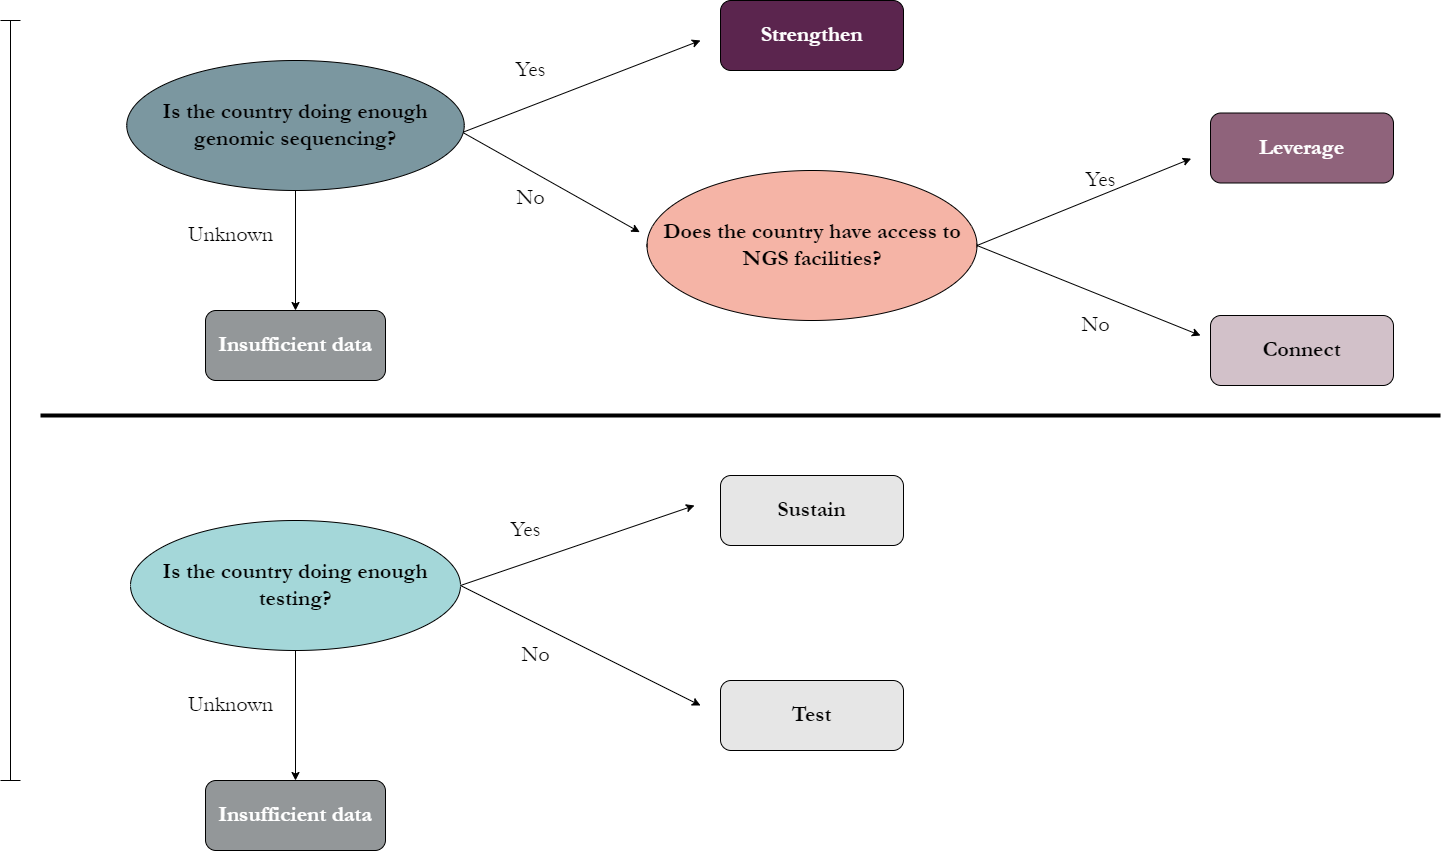 Strengthen
Yes
Is the country doing enough
genomic sequencing?
Leverage
Yes
No
Does the country have access to
NGS facilities?
Unknown
No
Insufficient data
Connect
Sustain
Yes
Is the country doing enough
testing?
No
Unknown
Test
Insufficient data